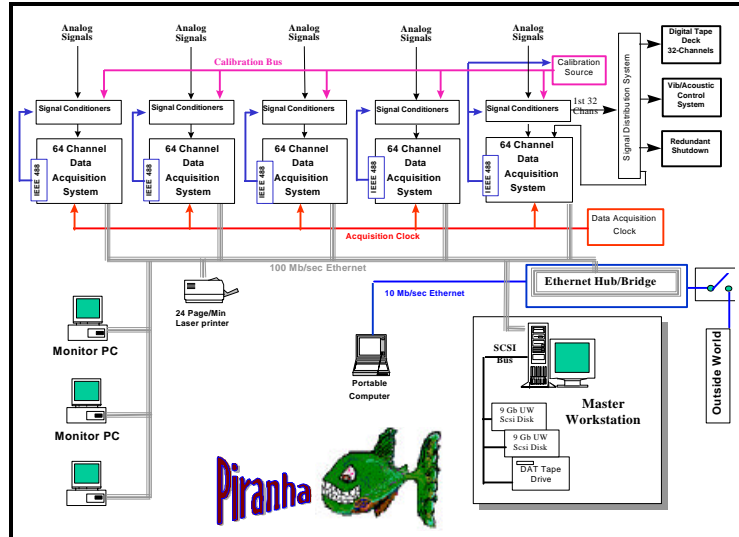 Analog
Signals
Analog
Signals
Analog
Signals
Analog
Signals
Analog
Signals
Digital Tape
Deck
32-Channels
Calibration Bus
Calibration
Source
Signal Conditioners
Signal Conditioners
Signal Conditioners
Signal Conditioners
Signal Conditioners
1st 32
Chans
Signal Distribution System
Vib/Acoustic
Control
System
Redundant
Shutdown
64 Channel
Data
Acquisition
System
IEEE 488
64 Channel
Data
Acquisition
System
IEEE 488
64 Channel
Data
Acquisition
System
IEEE 488
64 Channel
Data
Acquisition
System
IEEE 488
64 Channel
Data
Acquisition
System
IEEE 488
Acquisition Clock
Data Acquisition
Clock
100 Mb/sec Ethernet
Ethernet Hub/Bridge
10 Mb/sec Ethernet
24 Page/Min
Laser printer
Monitor PC
Portable
Computer
SCSI
Bus
Outside World
Master
Workstation
9 Gb UW
Scsi Disk
9 Gb UW
Scsi Disk
DAT Tape
Drive
Monitor PC
Piranha